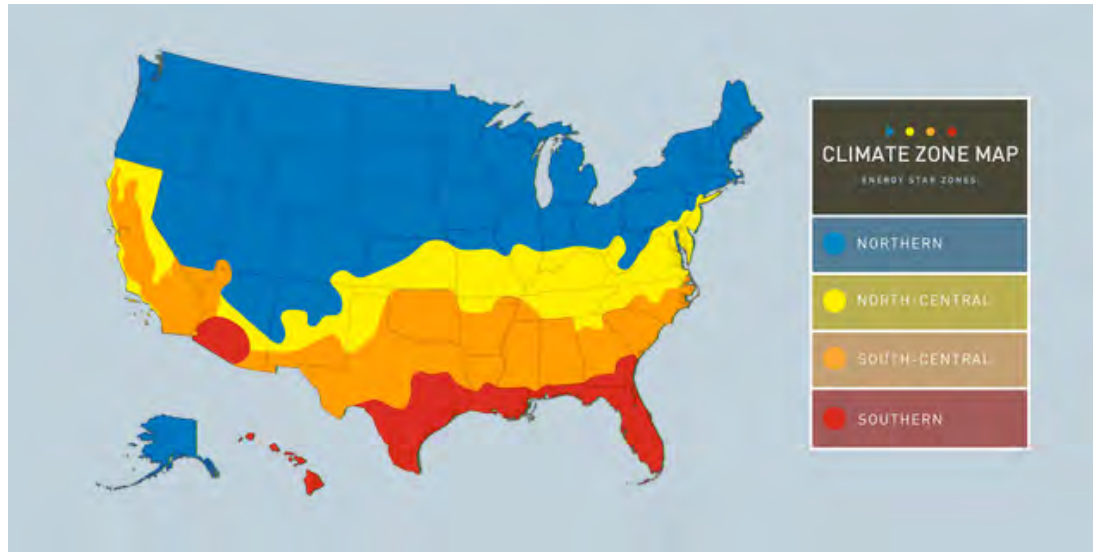 CLIMATE ZONE MAP
ENERGY STAR ZONES
NORTHERN
NORTH-CENTRAL
SOUTH-CENTRAL
SOUTHERN